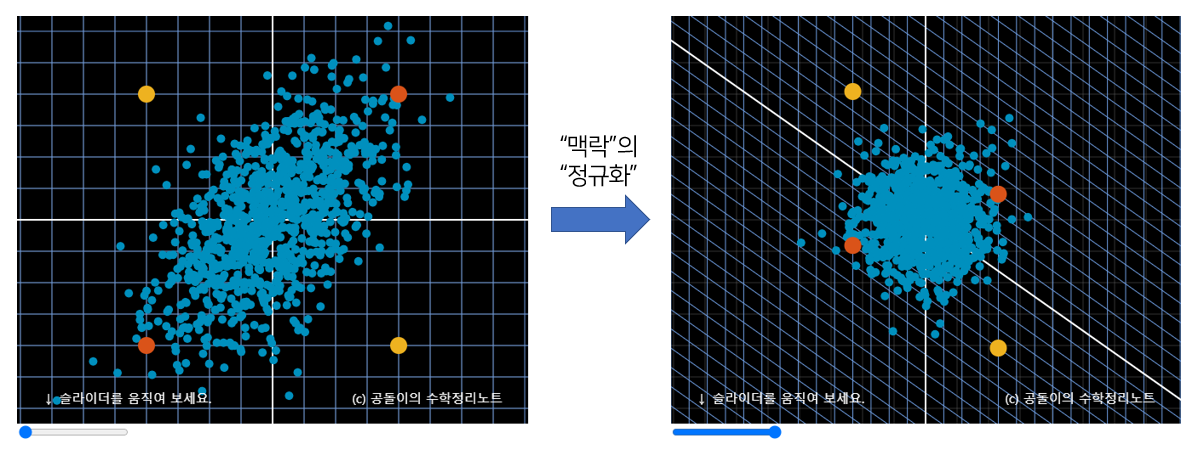 “맥락”의
“정규화”
↓ 슬라이더를 움직여 보세요.
(c) 공돌이의 수학정리노트
↓ 슬라이더를 움직여 보세요.
(c) 공돌이의 수학정리노트